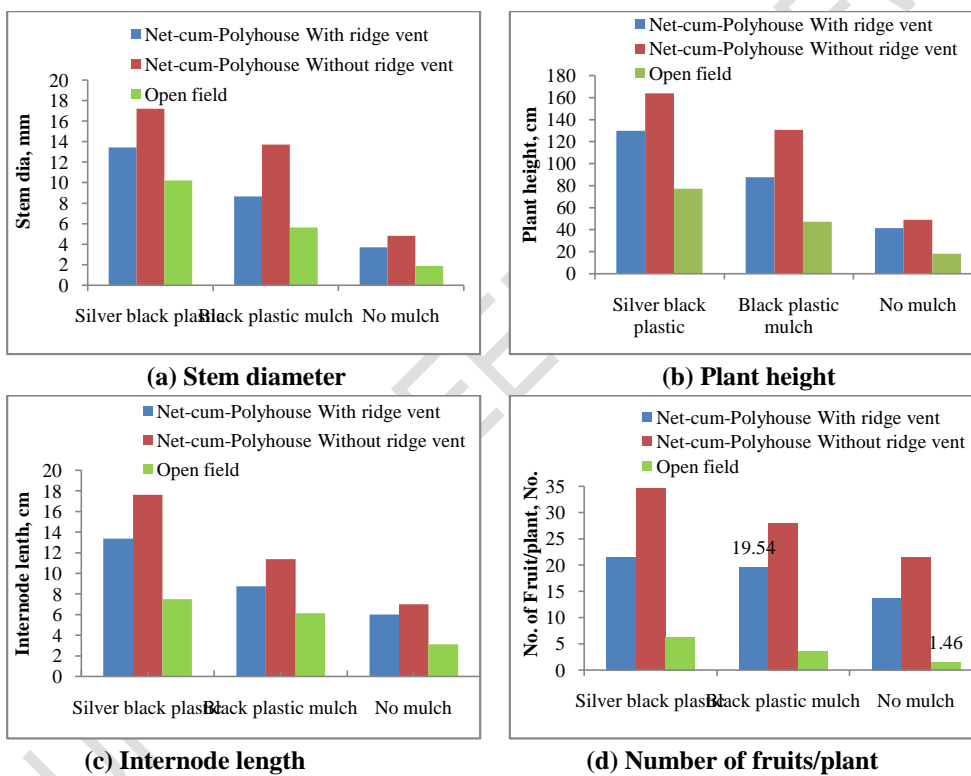 Net-cum-Polyhouse With ridge vent
Net-cum-Polyhouse Without ridge vent
Open field
Stem dia, mm
20
18
16
14
12
10
8
6
4
2
0
Silver black plastic
Black plastic mulch
No mulch
(a) Stem diameter
Net-cum-Polyhouse With ridge vent
Net-cum-Polyhouse Without ridge vent
Open field
Plant height, cm
180
160
140
120
100
80
60
40
20
0
Silver black
plastic
Black plastic
mulch
No mulch
(b) Plant height
Net-cum-Polyhouse With ridge vent
Net-cum-Polyhouse Without ridge vent
Open field
Internode lenth, cm
20
18
16
14
12
10
8
6
4
2
0
Silver black plastic
Black plastic mulch
No mulch
(c) Internode length
Net-cum-Polyhouse With ridge vent
Net-cum-Polyhouse Without ridge vent
Open field
No. of Fruit/plant, No.
35
30
25
20
15
10
5
0
19.54
1.46
Silver black plastic
Black plastic mulch
No mulch
(d) Number of fruits/plant